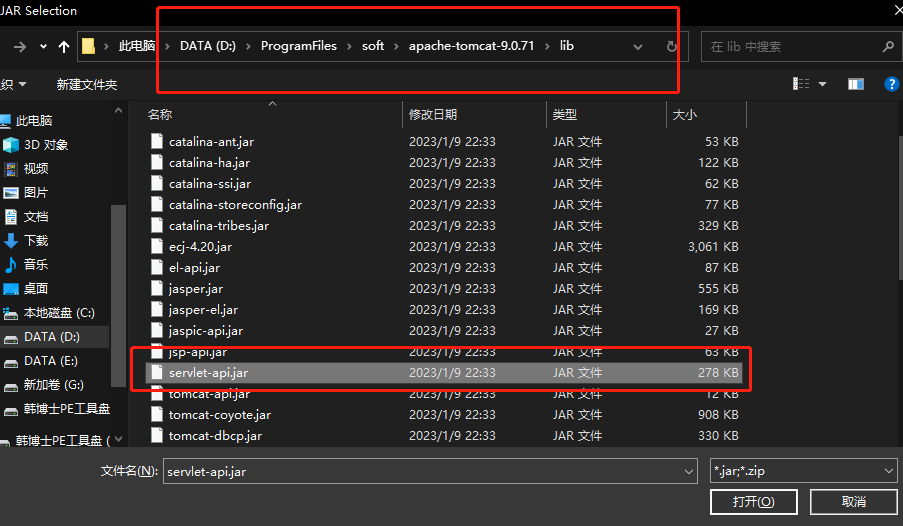 JAR Selection
此电脑 DATA (D:) ProgramFiles soft apache-tomcat-9.0.71 lib
在 lib 中搜索
织 新建文件夹
此电脑
3D 对象
视频
图片
文档
下载
音乐
桌面
本地磁盘 (C:)
DATA (D:)
DATA (E:)
新加卷 (G:)
韩博士PE工具盘
韩博士PE工具盘 (
名称 修改日期 类型 大小
catalina-ant.jar 2023/1/9 22:33 JAR 文件 53 KB
catalina-ha.jar 2023/1/9 22:33 JAR 文件 122 KB
catalina-ssi.jar 2023/1/9 22:33 JAR 文件 62 KB
catalina-storeconfig.jar 2023/1/9 22:33 JAR 文件 77 KB
catalina-tribes.jar 2023/1/9 22:33 JAR 文件 329 KB
ecj-4.20.jar 2023/1/9 22:33 JAR 文件 3,061 KB
el-api.jar 2023/1/9 22:33 JAR 文件 87 KB
jasper.jar 2023/1/9 22:33 JAR 文件 555 KB
jasper-el.jar 2023/1/9 22:33 JAR 文件 169 KB
jaspic-api.jar 2023/1/9 22:33 JAR 文件 27 KB
jsp-api.jar 2023/1/9 22:33 JAR 文件 63 KB
servlet-api.jar 2023/1/9 22:33 JAR 文件 278 KB
tomcat-api.jar 2023/1/9 22:33 JAR 文件 12 KB
tomcat-coyote.jar 2023/1/9 22:33 JAR 文件 908 KB
tomcat-dbcp.jar 2023/1/9 22:33 JAR 文件 330 KB
文件名(N): servlet-api.jar *.jar;*.zip
打开(O) 取消